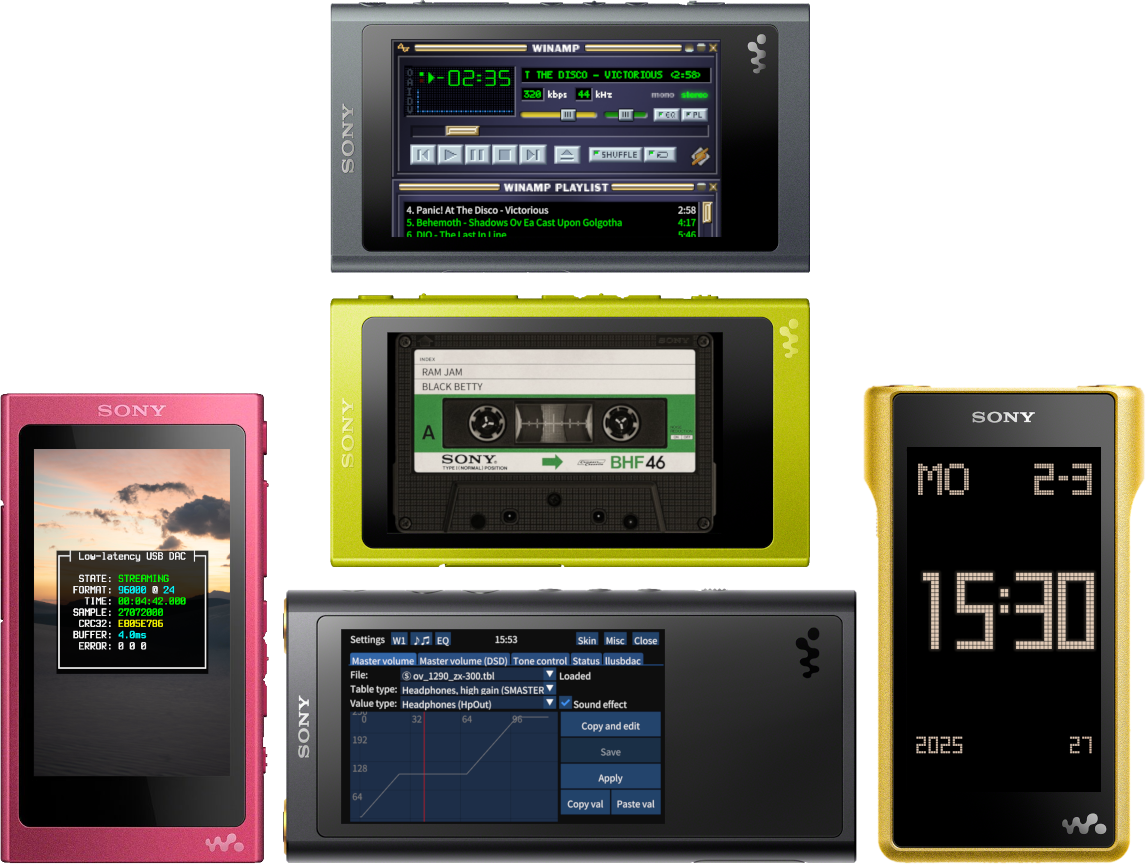 SONY
WINAMP
O
A
I
D
U
-02:35
T THE DISCO - VICTORIOUS <2:58>
320 kbps 44 kHz mono stereo
EQ PL
SHUFFLE
WINAMP PLAYLIST
4. Panic! At The Disco - Victorious 2:58
5. Behemoth - Shadows Ov Ea Cast Upon Golgotha 4:17
6. DIO - The Last In Line 5:46
SONY
SONY
INDEX
RAM JAM
BLACK BETTY
A
SONY
TYPE I (NORMAL) POSITION
BHF 46
SONY
Low-latency USB DAC
STATE: STREAMING
FORMAT: 96000 0 24
TIME: 00:04:42.000
SAMPLE: 27072000
CRC32: E805E786
BUFFER: 4.0ms
ERROR: 0 0 0
SONY
Settings W1 ♪♫ EQ 15:53 Skin Misc Close
Master volume Master volume (DSD) Tone control Status llusbdac
File: Ⓢ ov_1290_zx-300.tbl Loaded
Table type: Headphones, high gain (SMASTER
Value type: Headphones (HpOut) Sound effect
0 32 64 96
192
128
64
Copy and edit
Save
Apply
Copy val Paste val
SONY
MO 2-3
15:30
2025 27